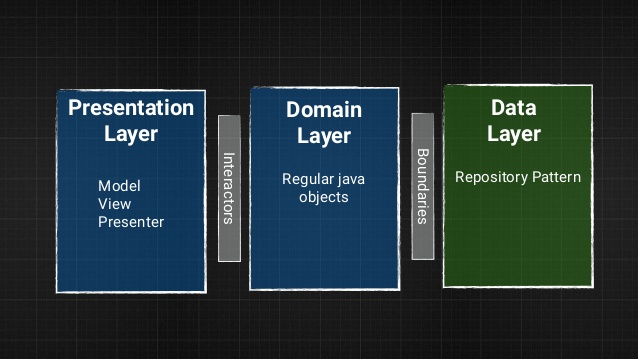 Presentation
Layer
Model
View
Presenter
Interactors
Domain
Layer
Regular java
objects
Boundaries
Data
Layer
Repository Pattern